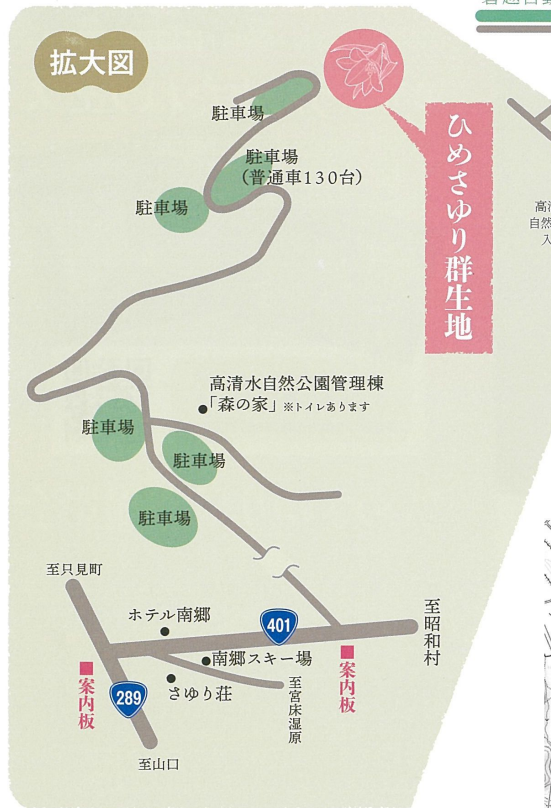 拡大図
駐車場
駐車場
(普通車130台)
駐車場
ひめさゆり群生地
高清水自然公園管理棟
「森の家」※トイレあります
駐車場
駐車場
駐車場
至只見町
ホテル南郷
401
至昭和村
南郷スキー場
■案内板
289
さゆり荘
至宮床湿原
■案内板
至山口